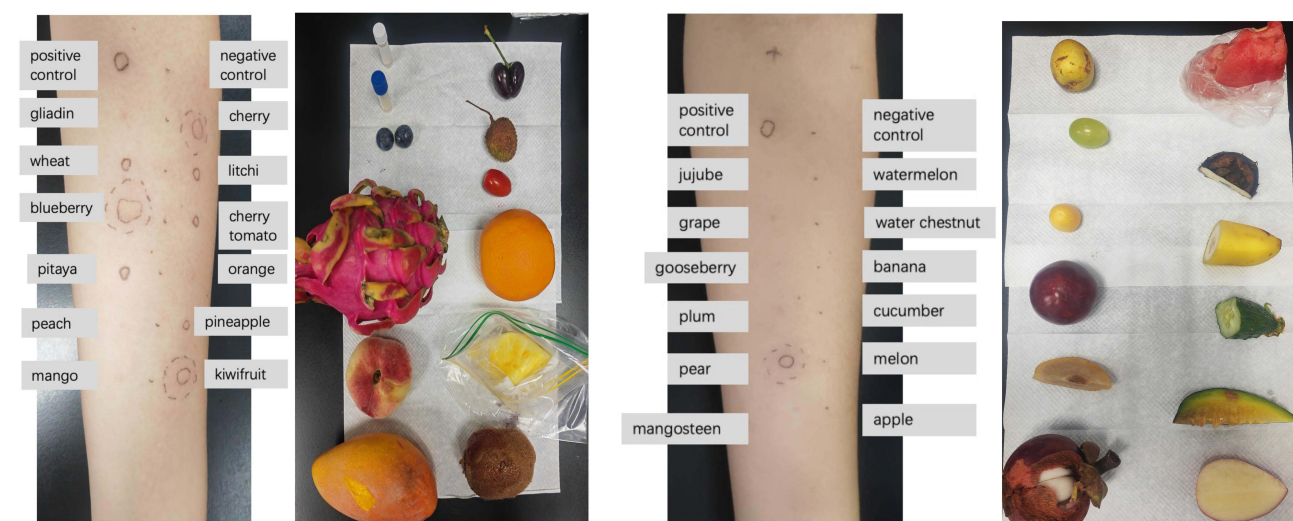 positive
control
negative
control
gliadin
cherry
wheat
litchi
blueberry
cherry
tomato
pitaya
orange
peach
pineapple
mango
kiwifruit
positive
control
negative
control
jujube
watermelon
grape
water chestnut
gooseberry
banana
plum
cucumber
pear
melon
mangosteen
apple